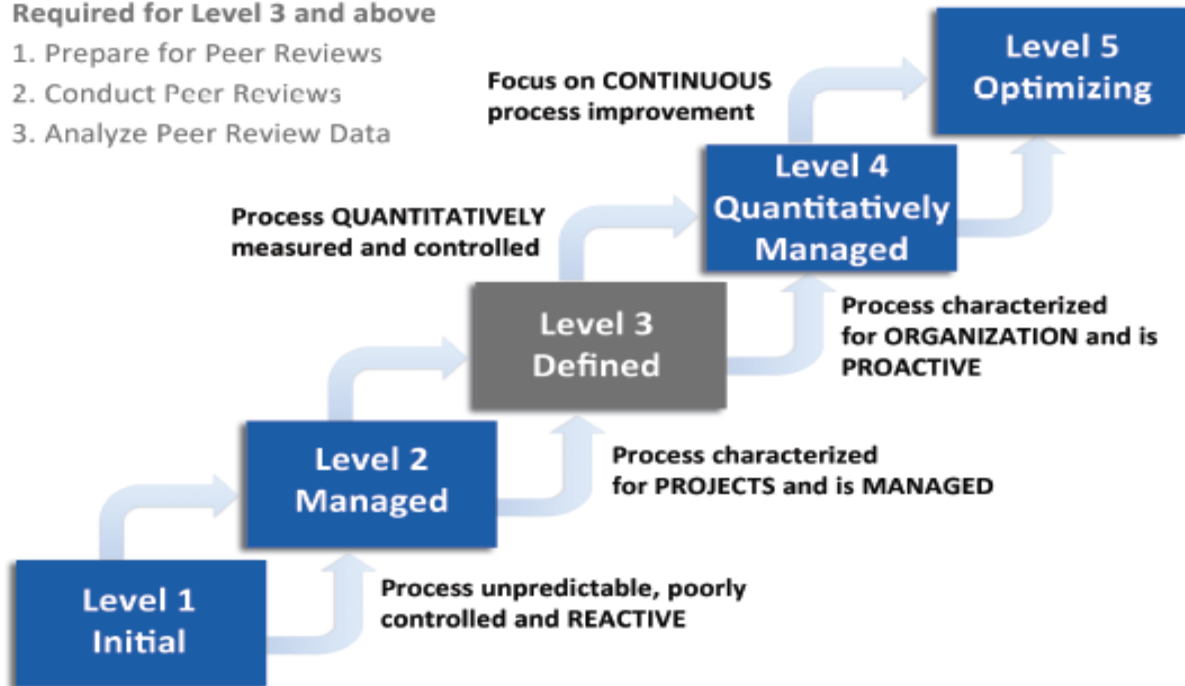 Required for Level 3 and above
1. Prepare for Peer Reviews
2. Conduct Peer Reviews
3. Analyze Peer Review Data
Level 5
Optimizing
Focus on CONTINUOUS
process improvement
Level 4
Quantitatively
Managed
Process QUANTITATIVELY
measured and controlled
Process characterized
for ORGANIZATION and is
PROACTIVE
Level 3
Defined
Process characterized
for PROJECTS and is MANAGED
Level 2
Managed
Process unpredictable, poorly
controlled and REACTIVE
Level 1
Initial